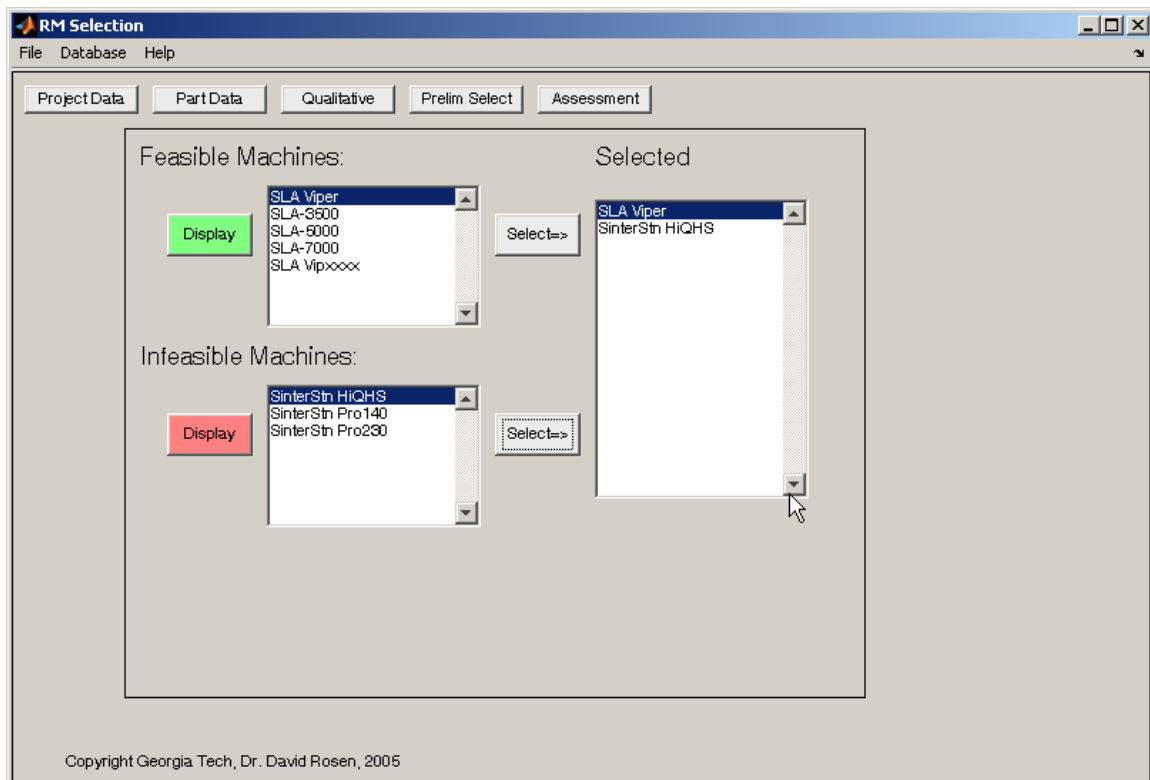 RM Selection
File Database Help
Project Data Part Data Qualitative Prelim Select Assessment
Feasible Machines:
Selected
Display
SLA Viper
SLA-3500
SLA-5000
SLA-7000
SLA Vipxxxx
Select=>
SLA Viper
SinterStn HiQHS
Infeasible Machines:
Display
SinterStn HiQHS
SinterStn Pro140
SinterStn Pro230
Select=>
Copyright Georgia Tech, Dr. David Rosen, 2005